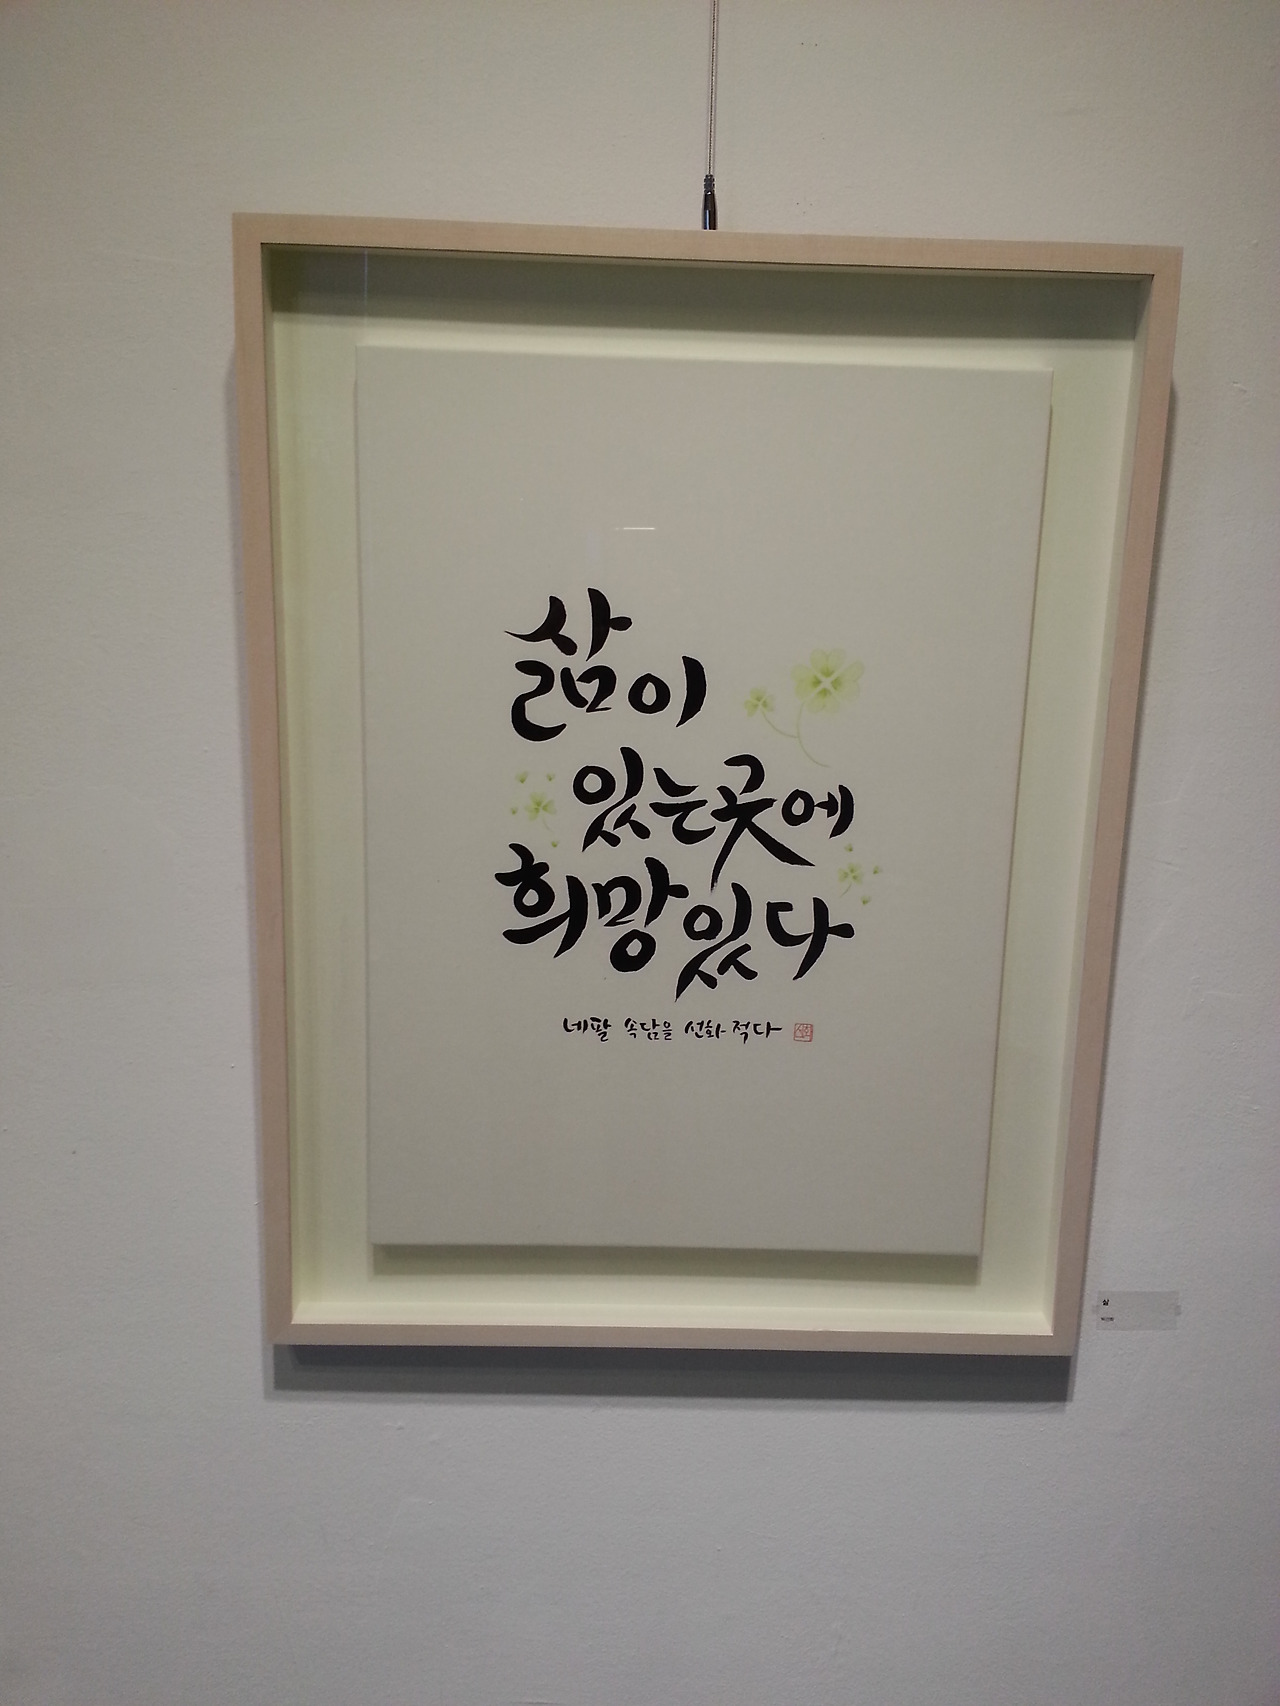 삶이
있는곳에
희망있다
네팔 속담을 선화 적다